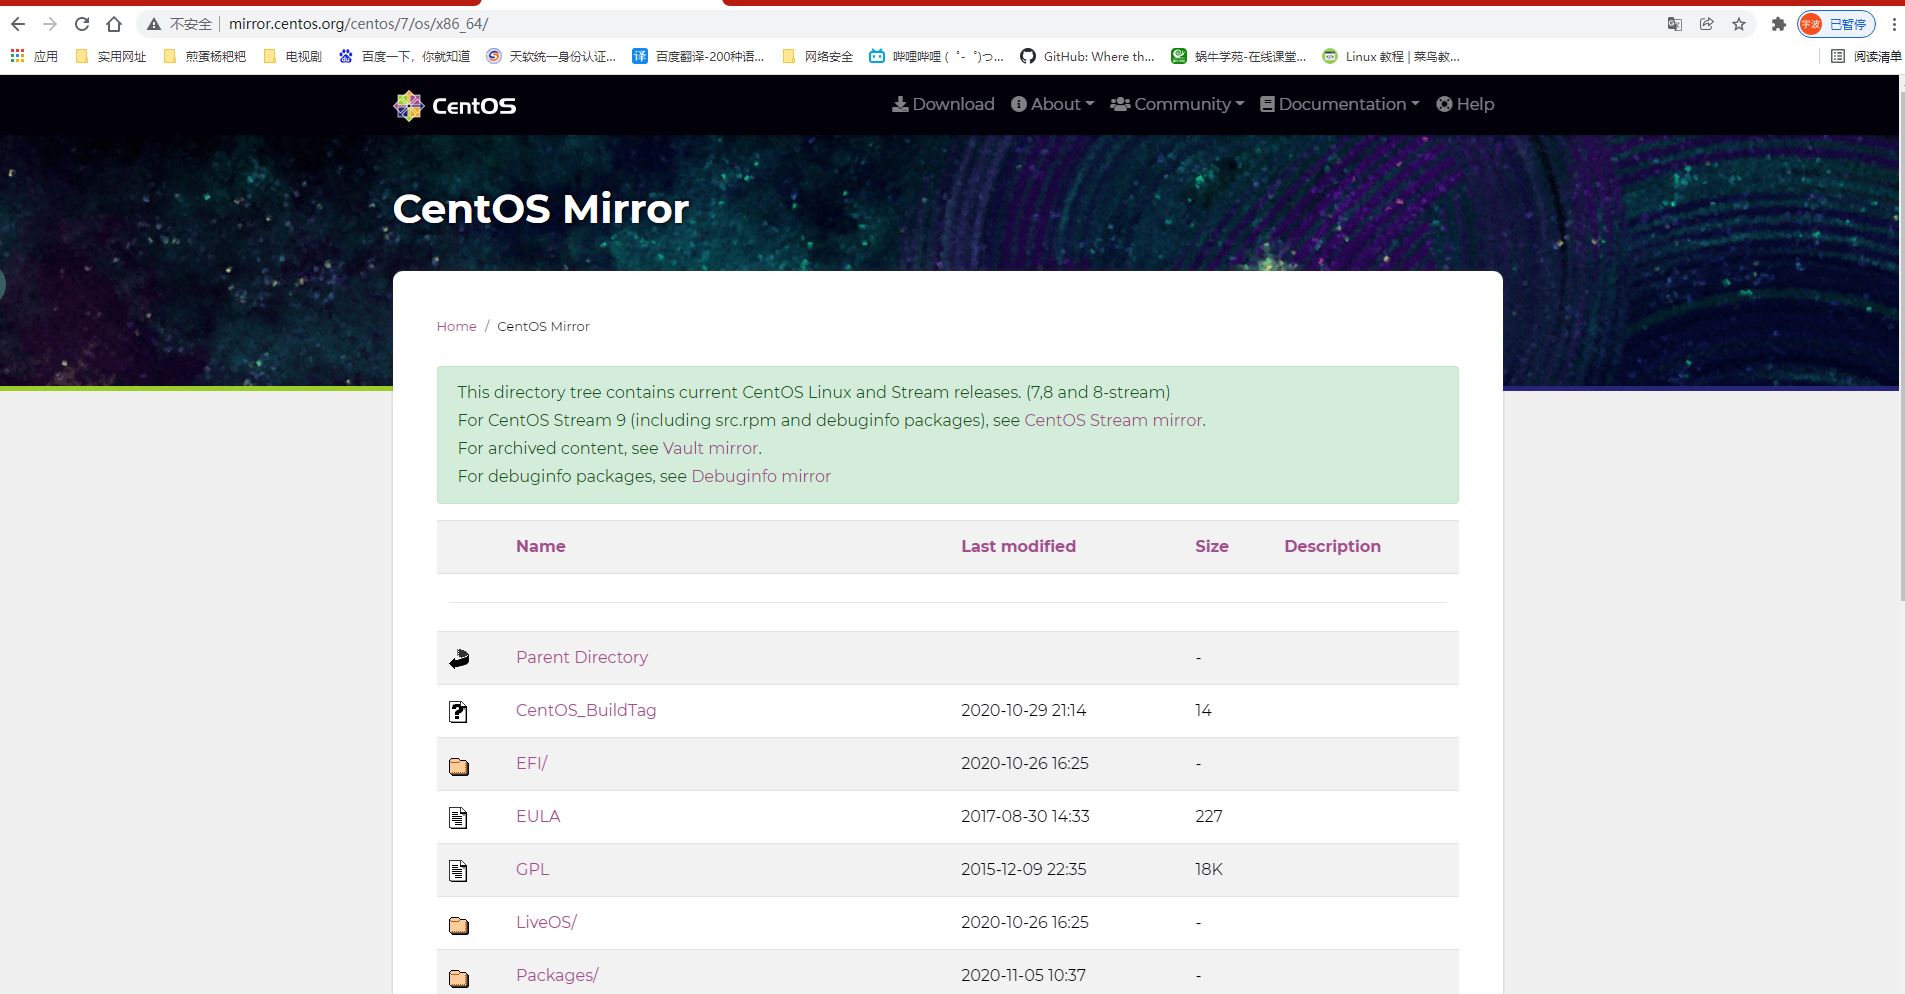 不安全 mirror.centos.org/centos/7/os/x86_64/ 宇波 已暂停
应用 实用网址 煎蛋杨粑粑 电视剧 百度一下，你就知道 天软统一身份认证... 译 百度翻译-200种语... 网络安全 哔哩哔哩 (゜-゜)つ... GitHub: Where th... 蜗牛学苑-在线课堂... Linux 教程 | 菜鸟教... 阅读清单
CentOS Download About Community Documentation Help
CentOS Mirror
Home / CentOS Mirror
This directory tree contains current CentOS Linux and Stream releases. (7,8 and 8-stream)
For CentOS Stream 9 (including src.rpm and debuginfo packages), see CentOS Stream mirror.
For archived content, see Vault mirror.
For debuginfo packages, see Debuginfo mirror
Name Last modified Size Description
Parent Directory -
CentOS_BuildTag 2020-10-29 21:14 14
EFI/ 2020-10-26 16:25 -
EULA 2017-08-30 14:33 227
GPL 2015-12-09 22:35 18K
LiveOS/ 2020-10-26 16:25 -
Packages/ 2020-11-05 10:37 -